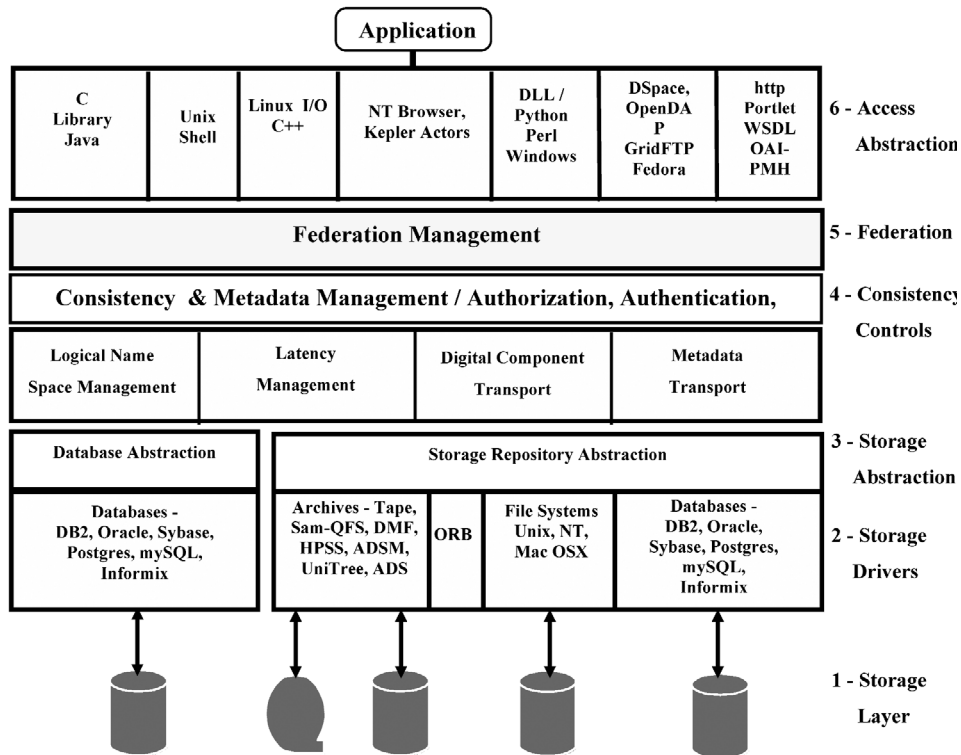 Application
C
Library
Java
Unix
Shell
Linux I/O
C++
NT Browser,
Kepler Actors
DLL /
Python
Perl
Windows
DSpace,
OpenDA
P
GridFTP
Fedora
http
Portlet
WSDL
OAI-
PMH
6 - Access
Abstraction
Federation Management
5 - Federation
Consistency & Metadata Management / Authorization, Authentication,
4 - Consistency
Controls
Logical Name
Space Management
Latency
Management
Digital Component
Transport
Metadata
Transport
Database Abstraction
Storage Repository Abstraction
3 - Storage
Abstraction
Databases -
DB2, Oracle, Sybase,
Postgres, mySQL,
Informix
Archives - Tape,
Sam-QFS, DMF,
HPSS, ADSM,
UniTree, ADS
ORB
File Systems
Unix, NT,
Mac OSX
Databases -
DB2, Oracle,
Sybase, Postgres,
mySQL,
Informix
2 - Storage
Drivers
1 - Storage
Layer